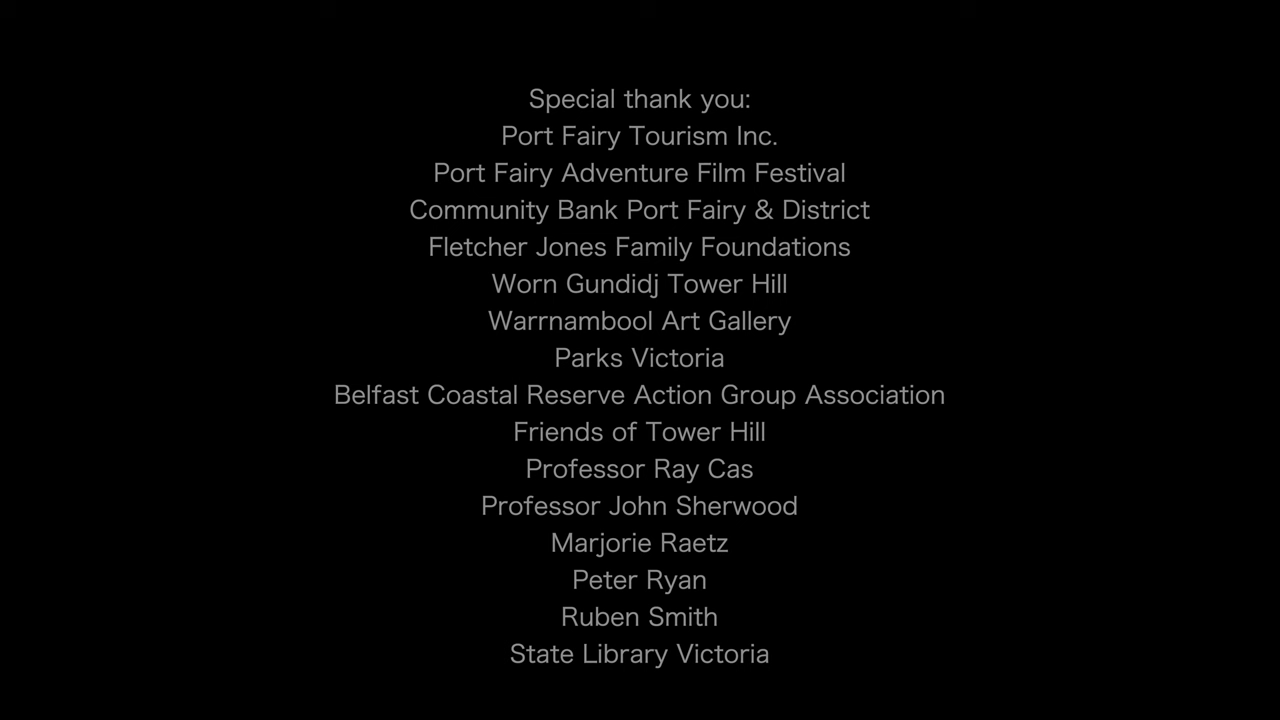 Special thank you:
Port Fairy Tourism Inc.
Port Fairy Adventure Film Festival
Community Bank Port Fairy & District
Fletcher Jones Family Foundations
Worn Gundidj Tower Hill
Warrnambool Art Gallery
Parks Victoria
Belfast Coastal Reserve Action Group Association
Friends of Tower Hill
Professor Ray Cas
Professor John Sherwood
Marjorie Raetz
Peter Ryan
Ruben Smith
State Library Victoria